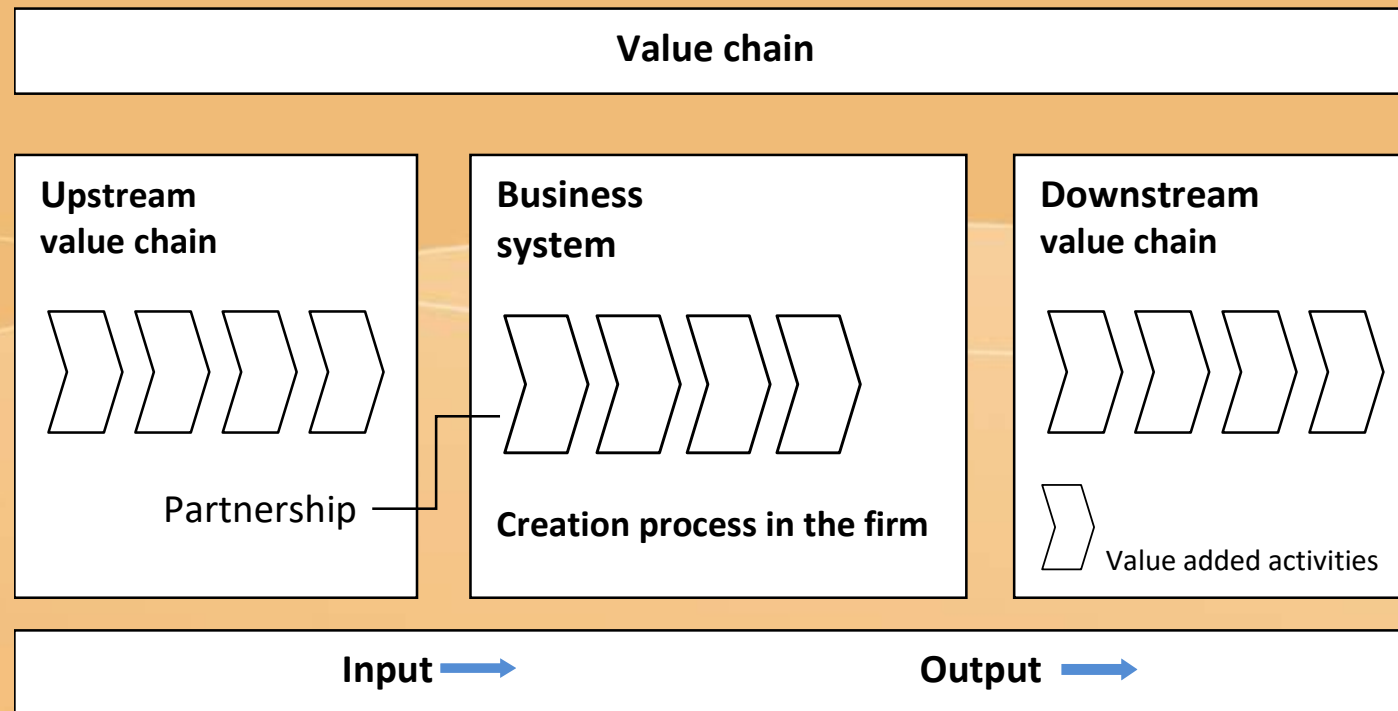 Value chain
Upstream
value chain
Partnership
Business
system
Creation process in the firm
Downstream
value chain
Value added activities
Input
Output